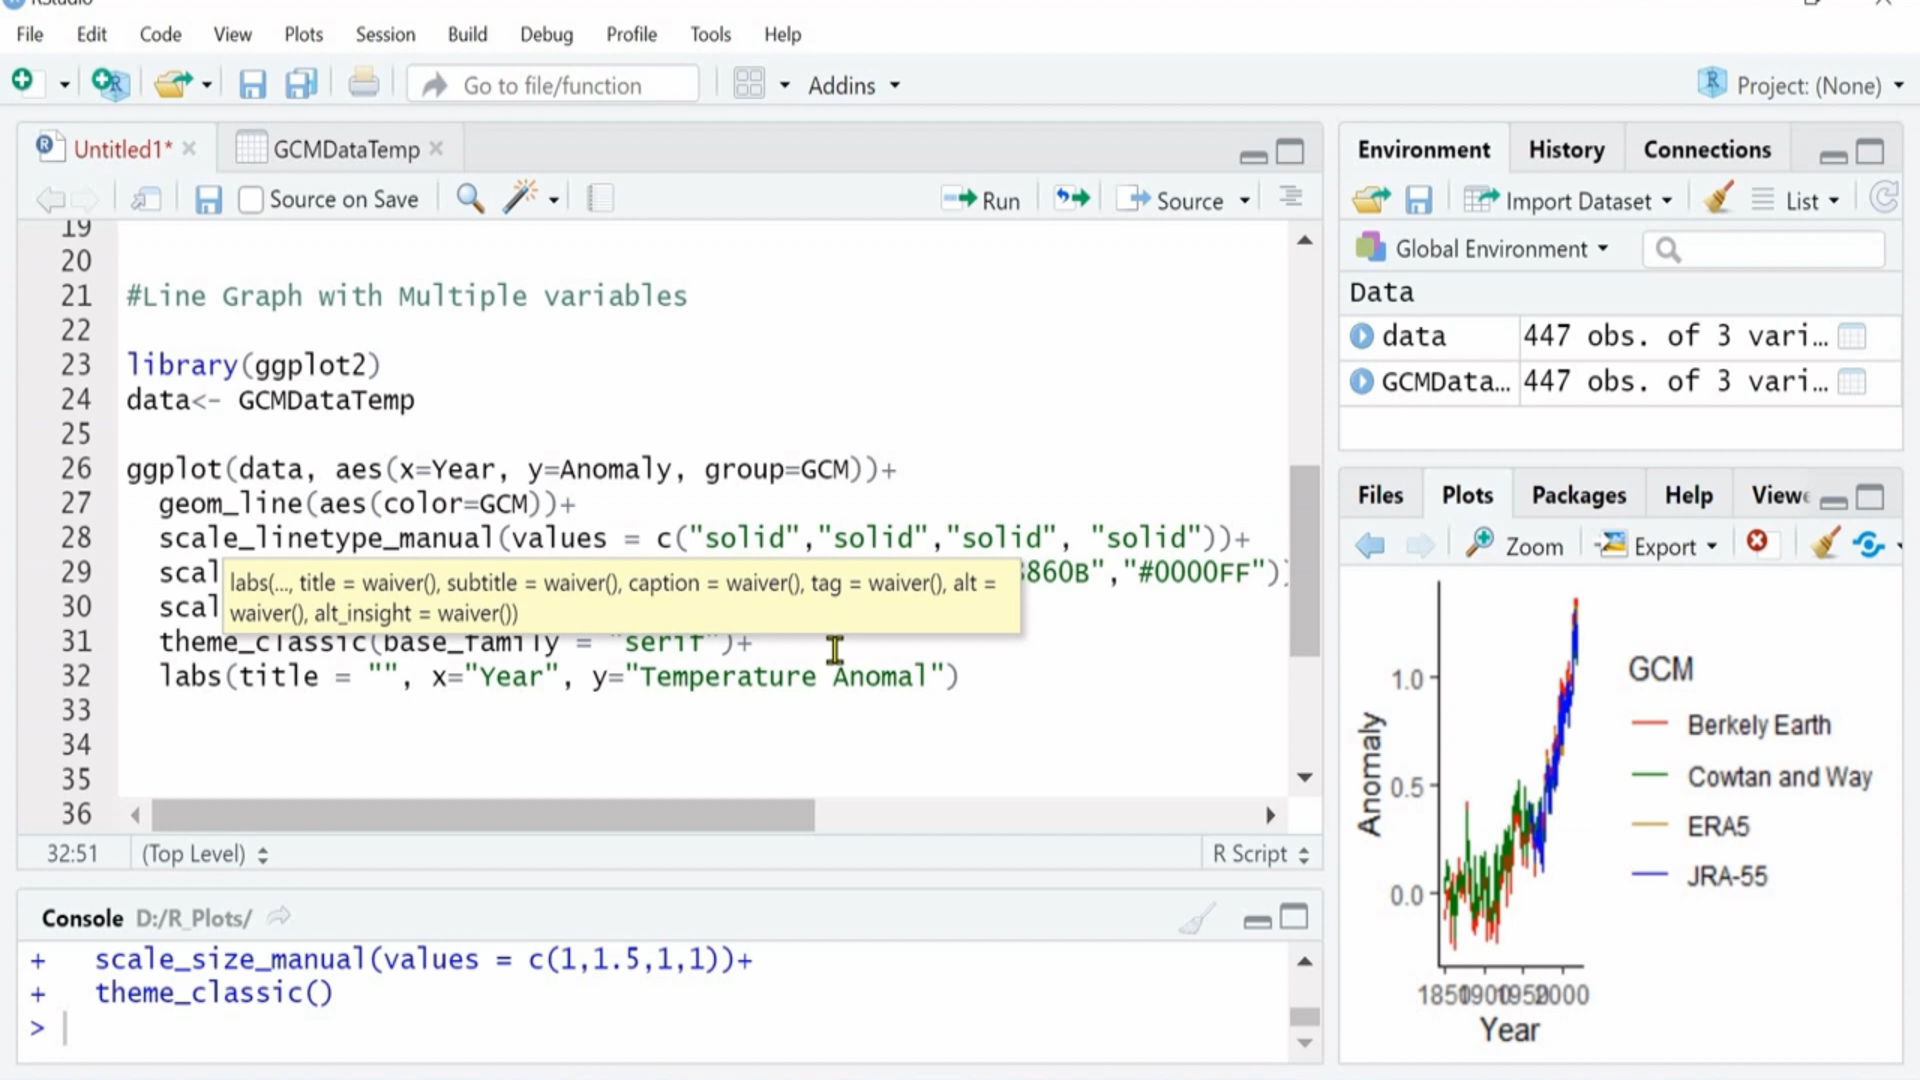 RStudio
File Edit Code View Plots Session Build Debug Profile Tools Help
Go to file/function Addins Project: (None)
Untitled1* GCMDataTemp
Source on Save Run Source
19
20
21 #Line Graph with Multiple variables
22
23 library(ggplot2)
24 data<- GCMDataTemp
25
26 ggplot(data, aes(x=Year, y=Anomaly, group=GCM))+
27 geom_line(aes(color=GCM))+
28 scale_linetype_manual(values = c("solid","solid","solid", "solid"))+
29 scal 860B","#0000FF"))
labs(..., title = waiver(), subtitle = waiver(), caption = waiver(), tag = waiver(), alt =
waiver(), alt_insight = waiver())
30 scal
31 theme_classic(base_family = "serif")+
32 labs(title = "", x="Year", y="Temperature Anomal")
33
34
35
36
32:51 (Top Level) R Script
Console D:/R_Plots/
+ scale_size_manual(values = c(1,1.5,1,1))+
+ theme_classic()
>
Environment History Connections
Import Dataset List
Global Environment
Data
data 447 obs. of 3 vari...
GCMData... 447 obs. of 3 vari...
Files Plots Packages Help Viewe
Zoom Export
GCM
Berkely Earth
Cowtan and Way
ERA5
JRA-55
Anomaly
1.0
0.5
0.0
1850 1900 1950 2000
Year